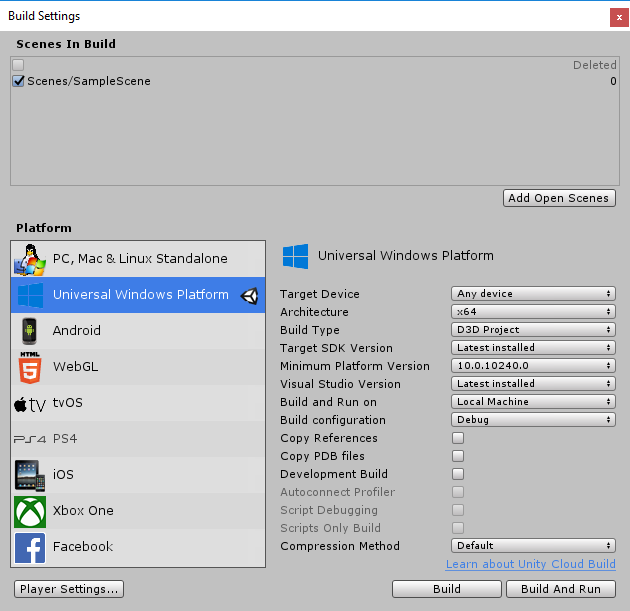 Build Settings
x
Scenes In Build
Deleted
Scenes/SampleScene 0
Add Open Scenes
Platform
PC, Mac & Linux Standalone
Universal Windows Platform
Android
HTML
5
WebGL
tv
tvOS
PS4
PS4
iOS
Xbox One
f
Facebook
Universal Windows Platform
Target Device Any device
Architecture x64
Build Type D3D Project
Target SDK Version Latest installed
Minimum Platform Version 10.0.10240.0
Visual Studio Version Latest installed
Build and Run on Local Machine
Build configuration Debug
Copy References
Copy PDB files
Development Build
Autoconnect Profiler
Script Debugging
Scripts Only Build
Compression Method Default
Learn about Unity Cloud Build
Player Settings...
Build
Build And Run